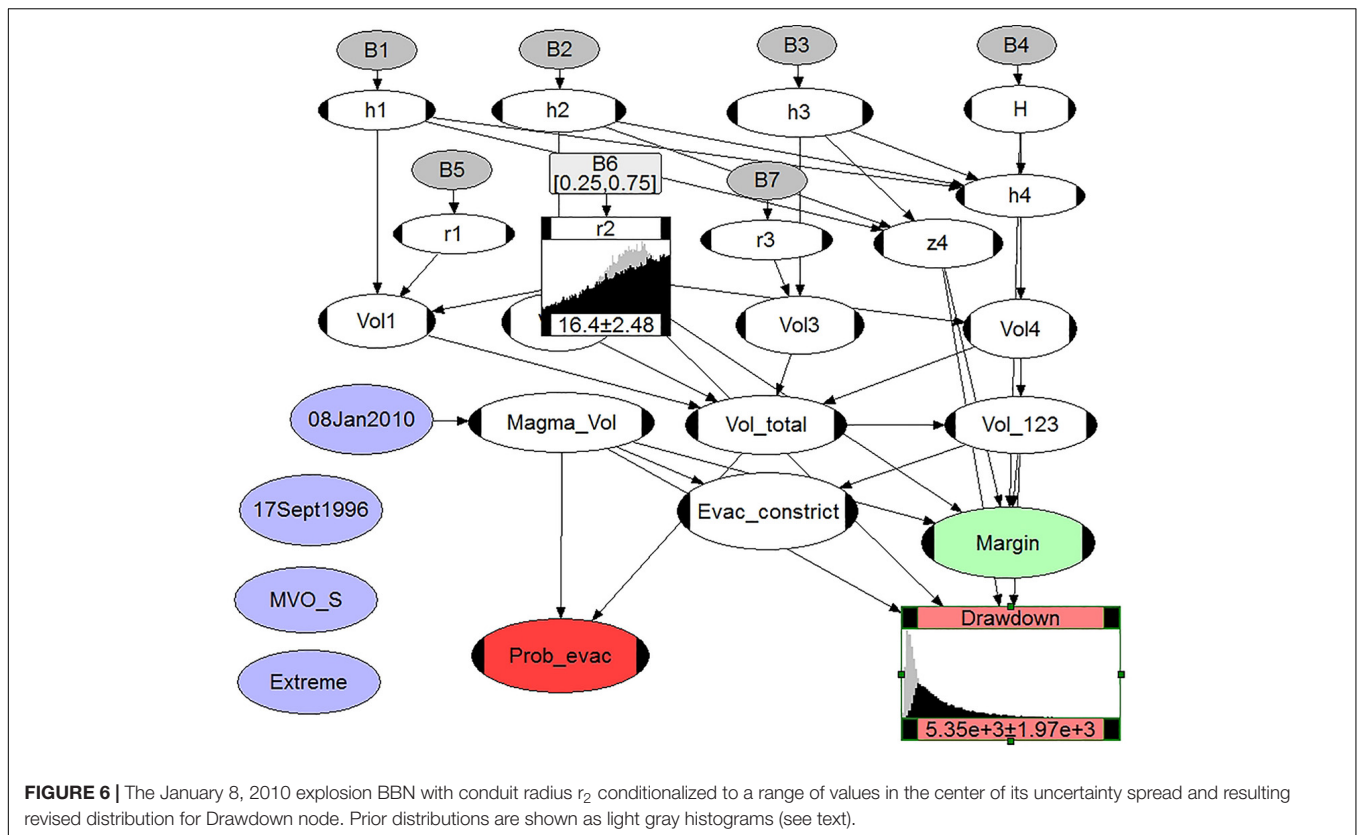 B1
B2
B3
B4
h1
h2
h3
H
B5
B6
[0.25,0.75]
B7
h4
r1
r2
r3
z4
16.4±2.48
Vol1
Vol3
Vol4
08Jan2010
Magma_Vol
Vol_total
Vol_123
17Sept1996
Evac_constrict
Margin
MVO_S
Drawdown
Prob_evac
Extreme
5.35e+3±1.97e+3
FIGURE 6 | The January 8, 2010 explosion BBN with conduit radius r₂ conditionalized to a range of values in the center of its uncertainty spread and resulting
revised distribution for Drawdown node. Prior distributions are shown as light gray histograms (see text).